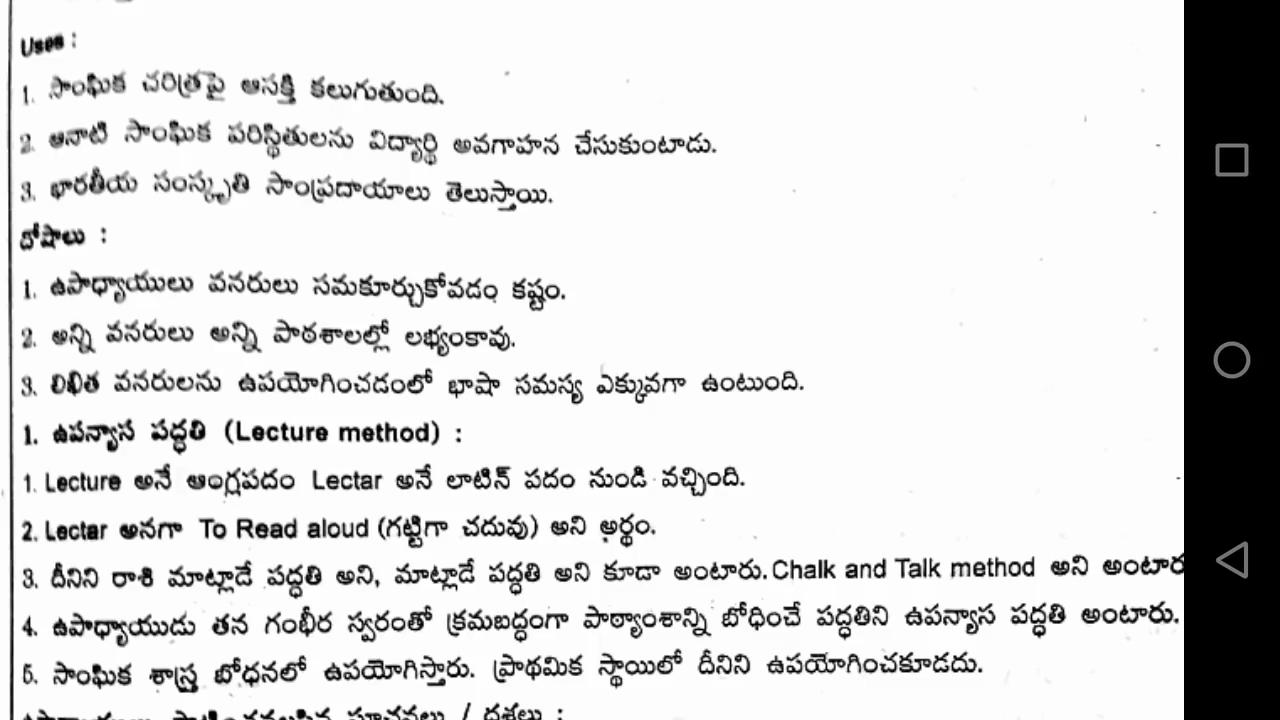 Uses :
1. సాంఘిక చరిత్రపై ఆసక్తి కలుగుతుంది.
2. ఆనాటి సాంఘిక పరిస్థితులను విద్యార్థి అవగాహన చేసుకుంటాడు.
3. భారతీయ సంస్కృతి సాంప్రదాయాలు తెలుస్తాయి.
దోషాలు :
1. ఉపాధ్యాయులు వనరులు సమకూర్చుకోవడం కష్టం.
2. అన్ని వనరులు అన్ని పాఠశాలల్లో లభ్యంకావు.
3. లిఖిత వనరులను ఉపయోగించడంలో భాషా సమస్య ఎక్కువగా ఉంటుంది.
1. ఉపన్యాస పద్ధతి (Lecture method) :
1. Lecture అనే ఆంగ్లపదం Lectar అనే లాటిన్ పదం నుండి వచ్చింది.
2. Lectar అనగా To Read aloud (గట్టిగా చదువు) అని అర్థం.
3. దీనిని రాశి మాట్లాడే పద్ధతి అని, మాట్లాడే పద్ధతి అని కూడా అంటారు. Chalk and Talk method అని అంటార
4. ఉపాధ్యాయుడు తన గంభీర స్వరంతో క్రమబద్ధంగా పాఠ్యాంశాన్ని బోధించే పద్ధతిని ఉపన్యాస పద్ధతి అంటారు.
5. సాంఘిక శాస్త్ర బోధనలో ఉపయోగిస్తారు. ప్రాథమిక స్థాయిలో దీనిని ఉపయోగించకూడదు.